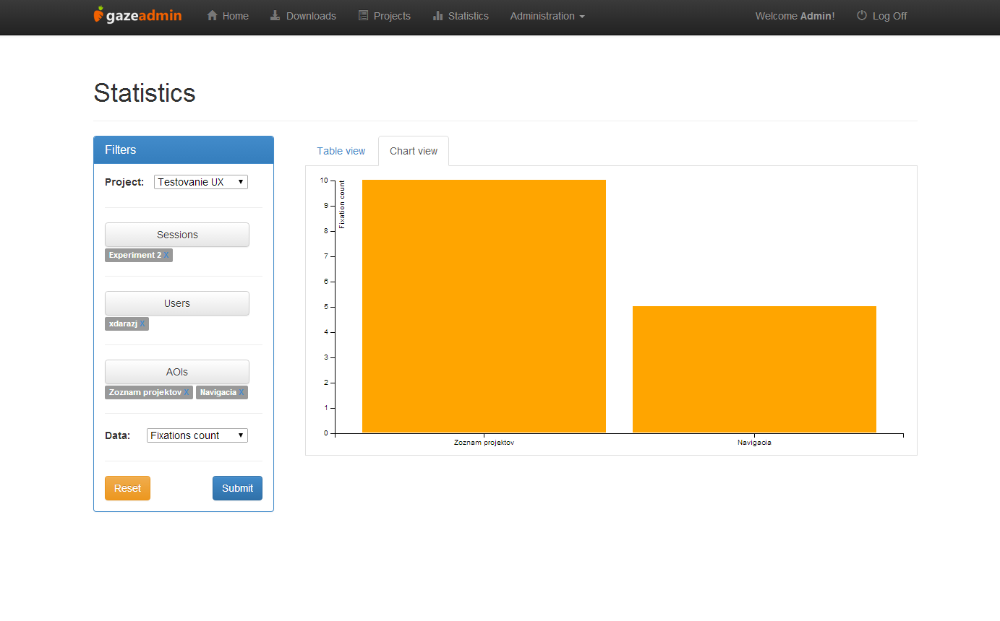 gazeadmin Home Downloads Projects Statistics Administration Welcome Admin! Log Off
Statistics
Filters
Project: Testovanie UX
Sessions
Experiment 2 X
Users
xdarazj X
AOIs
Zoznam projektov X Navigacia X
Data: Fixations count
Reset Submit
Table view Chart view
Fixation count
10
9
8
7
6
5
4
3
2
1
0
Zoznam projektov Navigacia